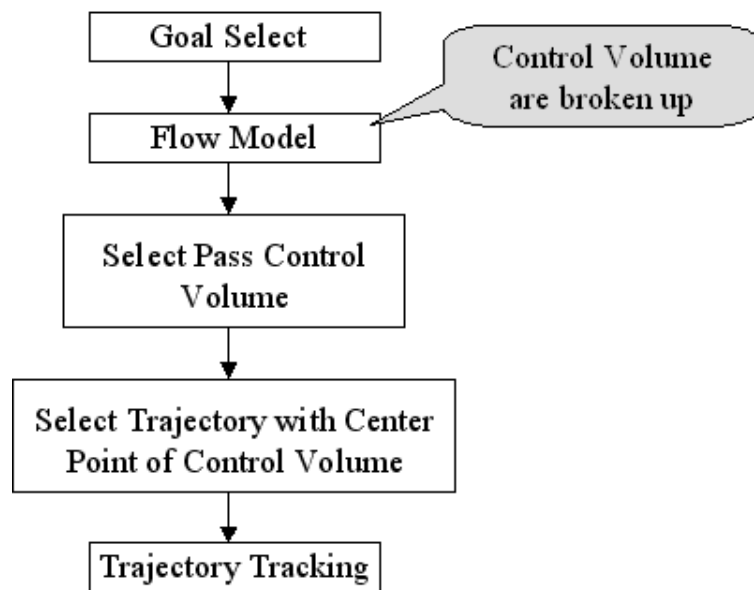 Goal Select
Control Volume
are broken up
Flow Model
Select Pass Control
Volume
Select Trajectory with Center
Point of Control Volume
Trajectory Tracking